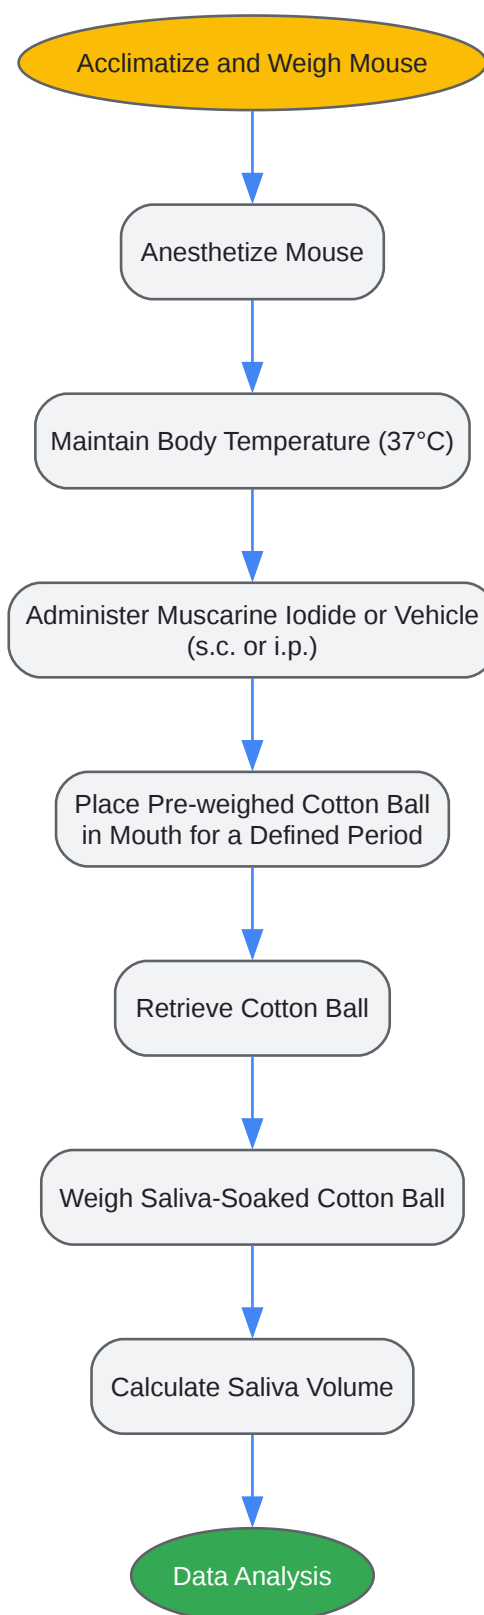 Acclimatize and Weigh Mouse
Anesthetize Mouse
Maintain Body Temperature (37°C)
Administer Muscarine Iodide or Vehicle
(s.c. or i.p.)
Place Pre-weighed Cotton Ball
in Mouth for a Defined Period
Retrieve Cotton Ball
Weigh Saliva-Soaked Cotton Ball
Calculate Saliva Volume
Data Analysis